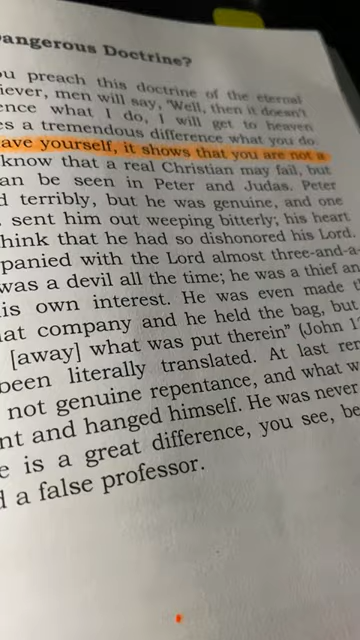 angerous Doctrine?
ou preach this doctrine of the eternal
iever, men will say, 'Well, then it doesn't
ence what I do, I will get to heaven
es a tremendous difference what you do.
ave yourself, it shows that you are not a
know that a real Christian may fail, but
an be seen in Peter and Judas. Peter
d terribly, but he was genuine, and one
sent him out weeping bitterly; his heart
hink that he had so dishonored his Lord.
panied with the Lord almost three-and-a-
was a devil all the time; he was a thief an
is own interest. He was even made t
at company and he held the bag, but
[away] what was put therein" (John 1
been literally translated. At last rem
not genuine repentance, and what w
nt and hanged himself. He was never
e is a great difference, you see, be
d a false professor.